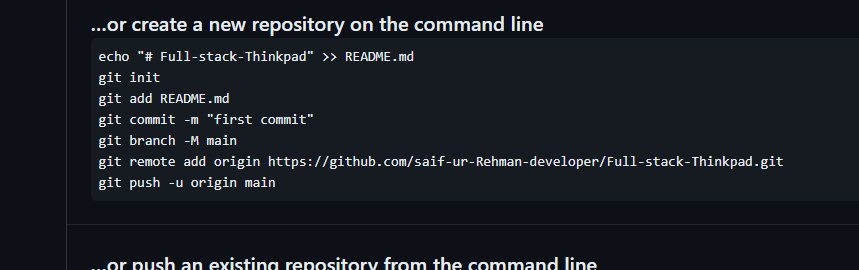 ...or create a new repository on the command line
echo "# Full-stack-Thinkpad" >> README.md
git init
git add README.md
git commit -m "first commit"
git branch -M main
git remote add origin https://github.com/saif-ur-Rehman-developer/Full-stack-Thinkpad.git
git push -u origin main
...or push an existing repository from the command line